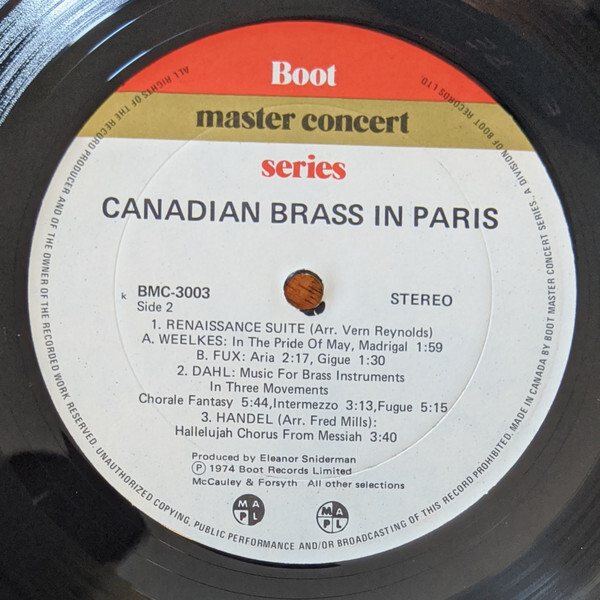 Boot
master concert
series
CANADIAN BRASS IN PARIS
k BMC-3003 STEREO
Side 2
1. RENAISSANCE SUITE (Arr. Vern Reynolds)
A. WEELKES: In The Pride Of May, Madrigal 1:59
B. FUX: Aria 2:17, Gigue 1:30
2. DAHL: Music For Brass Instruments
In Three Movements
Chorale Fantasy 5:44,Intermezzo 3:13,Fugue 5:15
3. HANDEL (Arr. Fred Mills):
Hallelujah Chorus From Messiah 3:40
Produced by Eleanor Sniderman
Ⓟ 1974 Boot Records Limited
McCauley & Forsyth All other selections
M A P L
M A P L
ALL RIGHTS OF THE RECORD PRODUCER AND OF THE OWNER OF THE RECORDED WORK RESERVED. UNAUTHORIZED COPYING, PUBLIC PERFORMANCE AND/OR BROADCASTING OF THIS RECORD PROHIBITED. MADE IN CANADA BY BOOT MASTER CONCERT SERIES, A DIVISION OF BOOT RECORDS LTD.